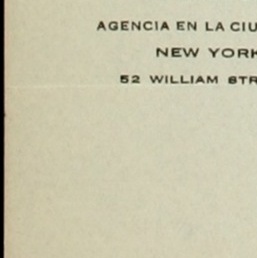 AGENCIA EN LA CIU
NEW YORK
52 WILLIAM STR